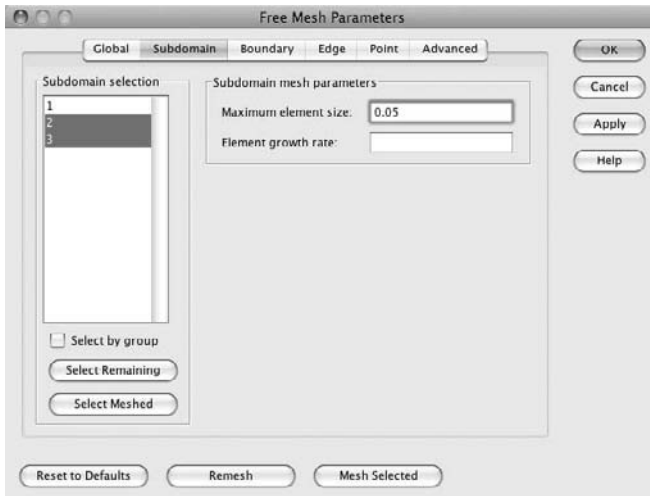 Free Mesh Parameters
Global Subdomain Boundary Edge Point Advanced
Subdomain selection
1
2
3
Select by group
Select Remaining
Select Meshed
Subdomain mesh parameters
Maximum element size: 0.05
Element growth rate:
OK
Cancel
Apply
Help
Reset to Defaults Remesh Mesh Selected